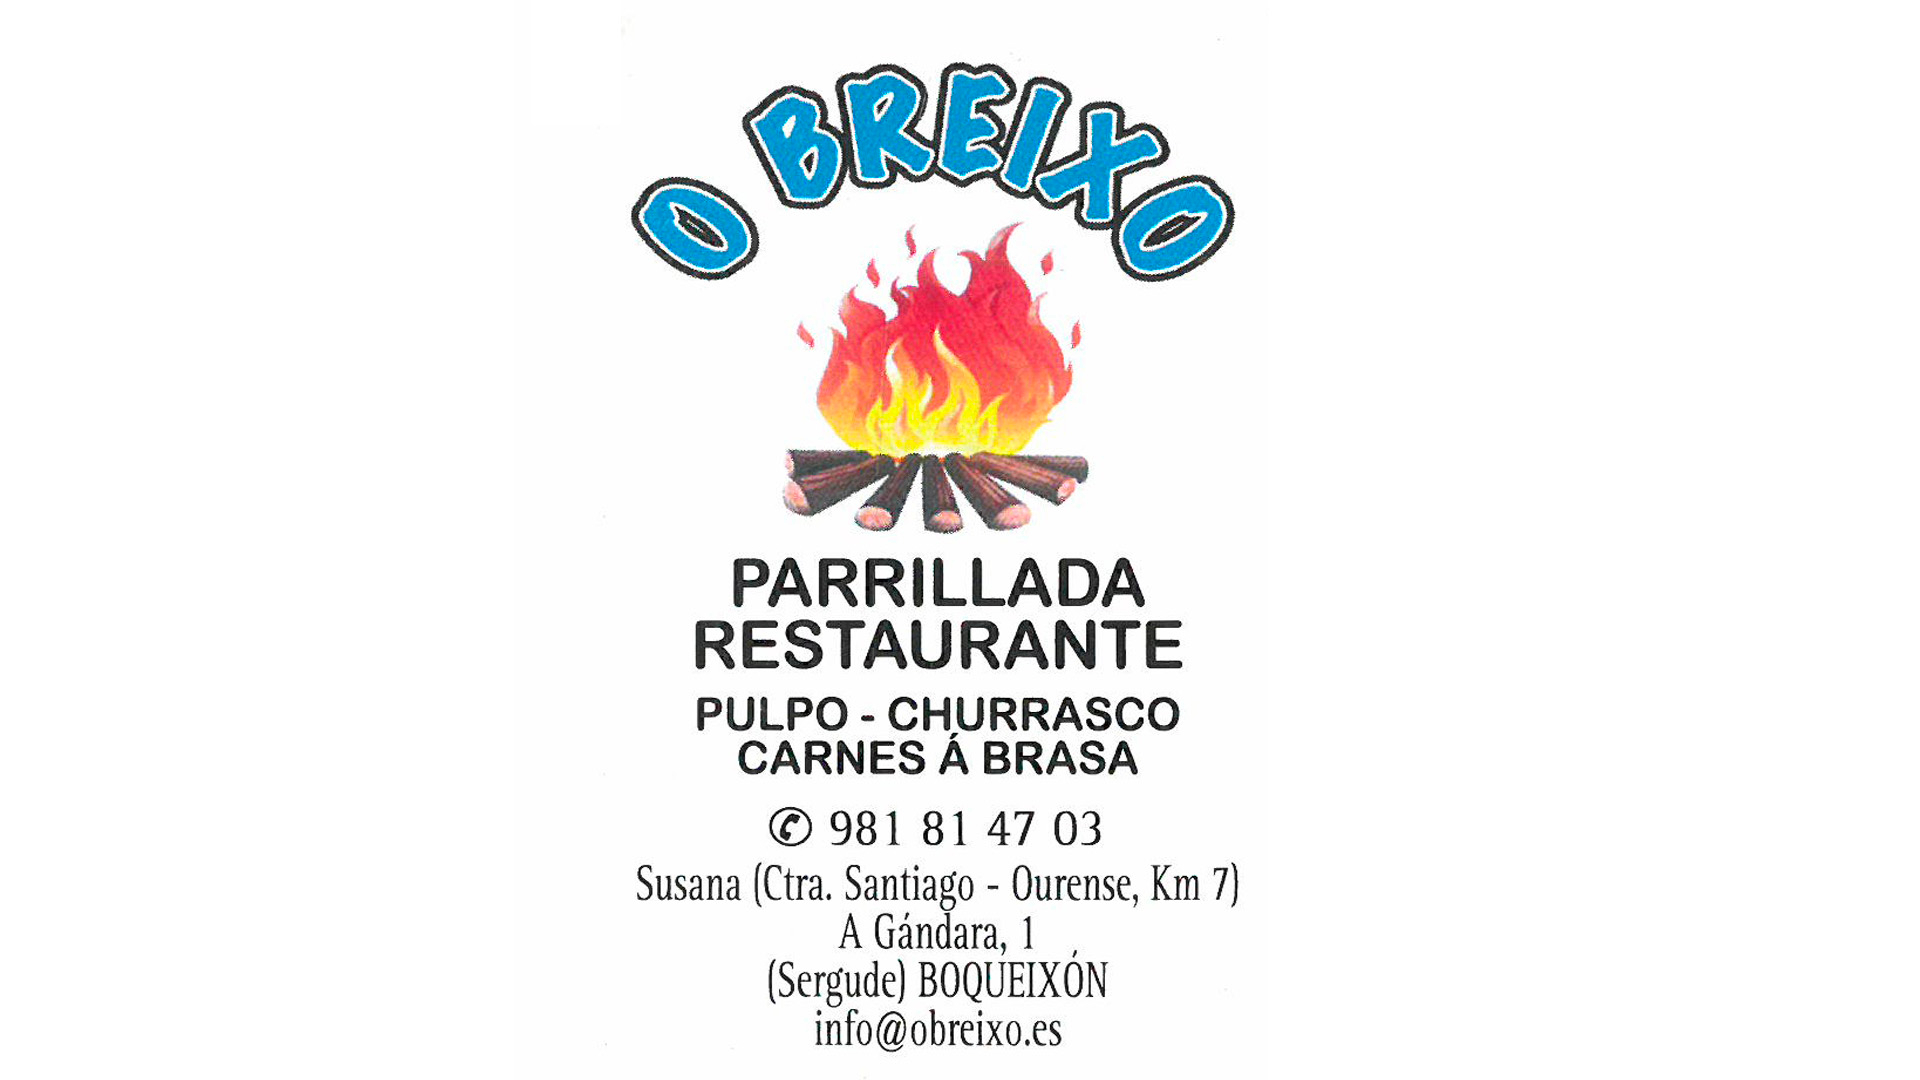 O BREIXO
PARRILLADA
RESTAURANTE
PULPO - CHURRASCO
CARNES Á BRASA
✆ 981 81 47 03
Susana (Ctra. Santiago - Ourense, Km 7)
A Gándara, 1
(Sergude) BOQUEIXÓN
info@obreixo.es